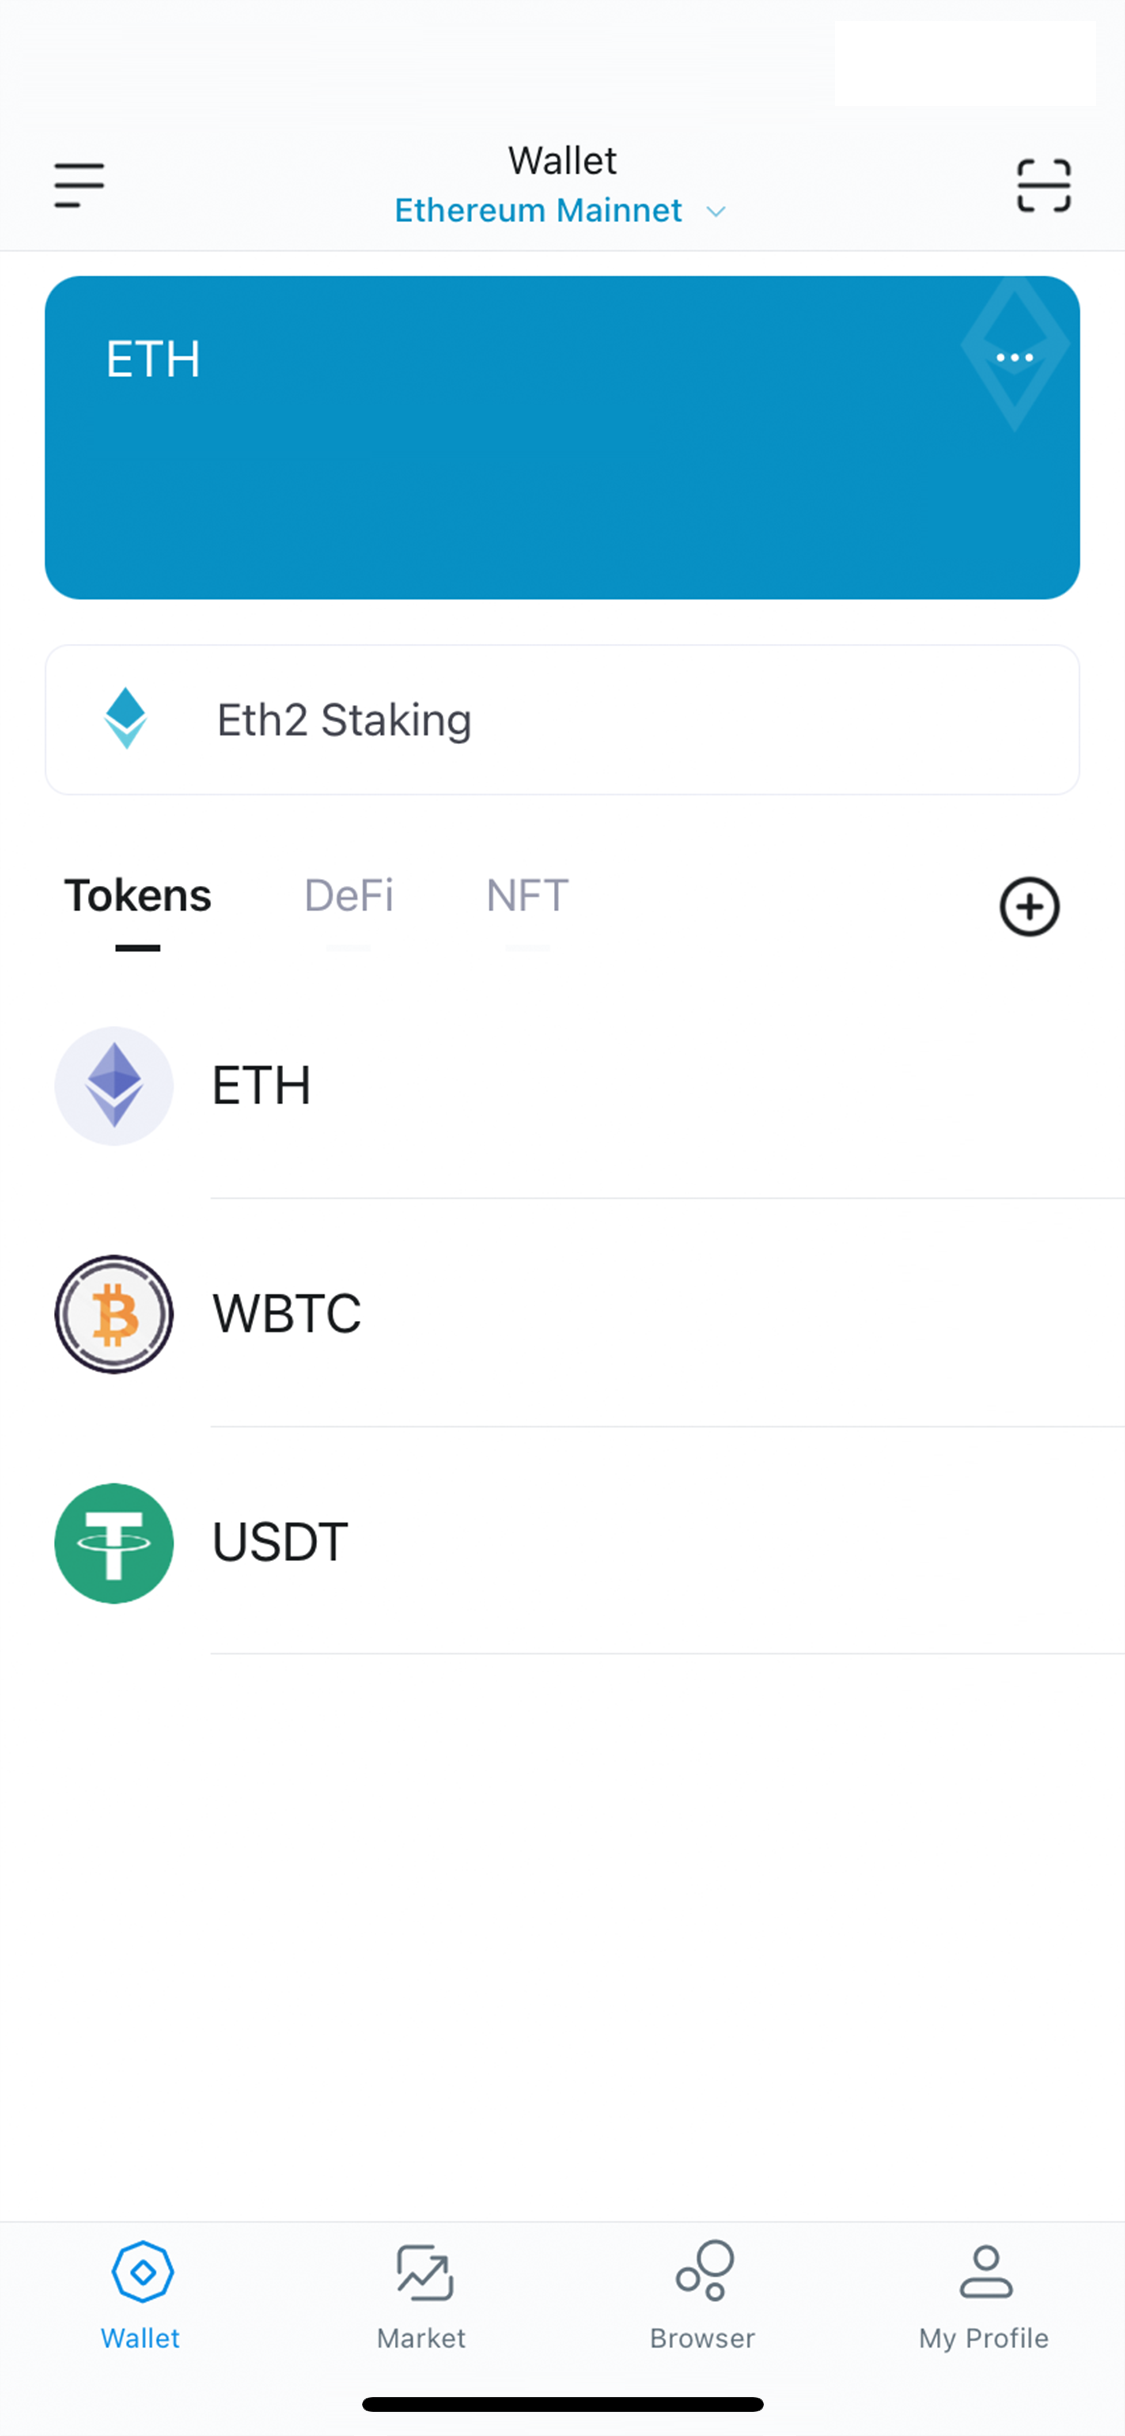 Wallet
Ethereum Mainnet
ETH
Eth2 Staking
Tokens DeFi NFT
ETH
WBTC
USDT
Wallet Market Browser My Profile